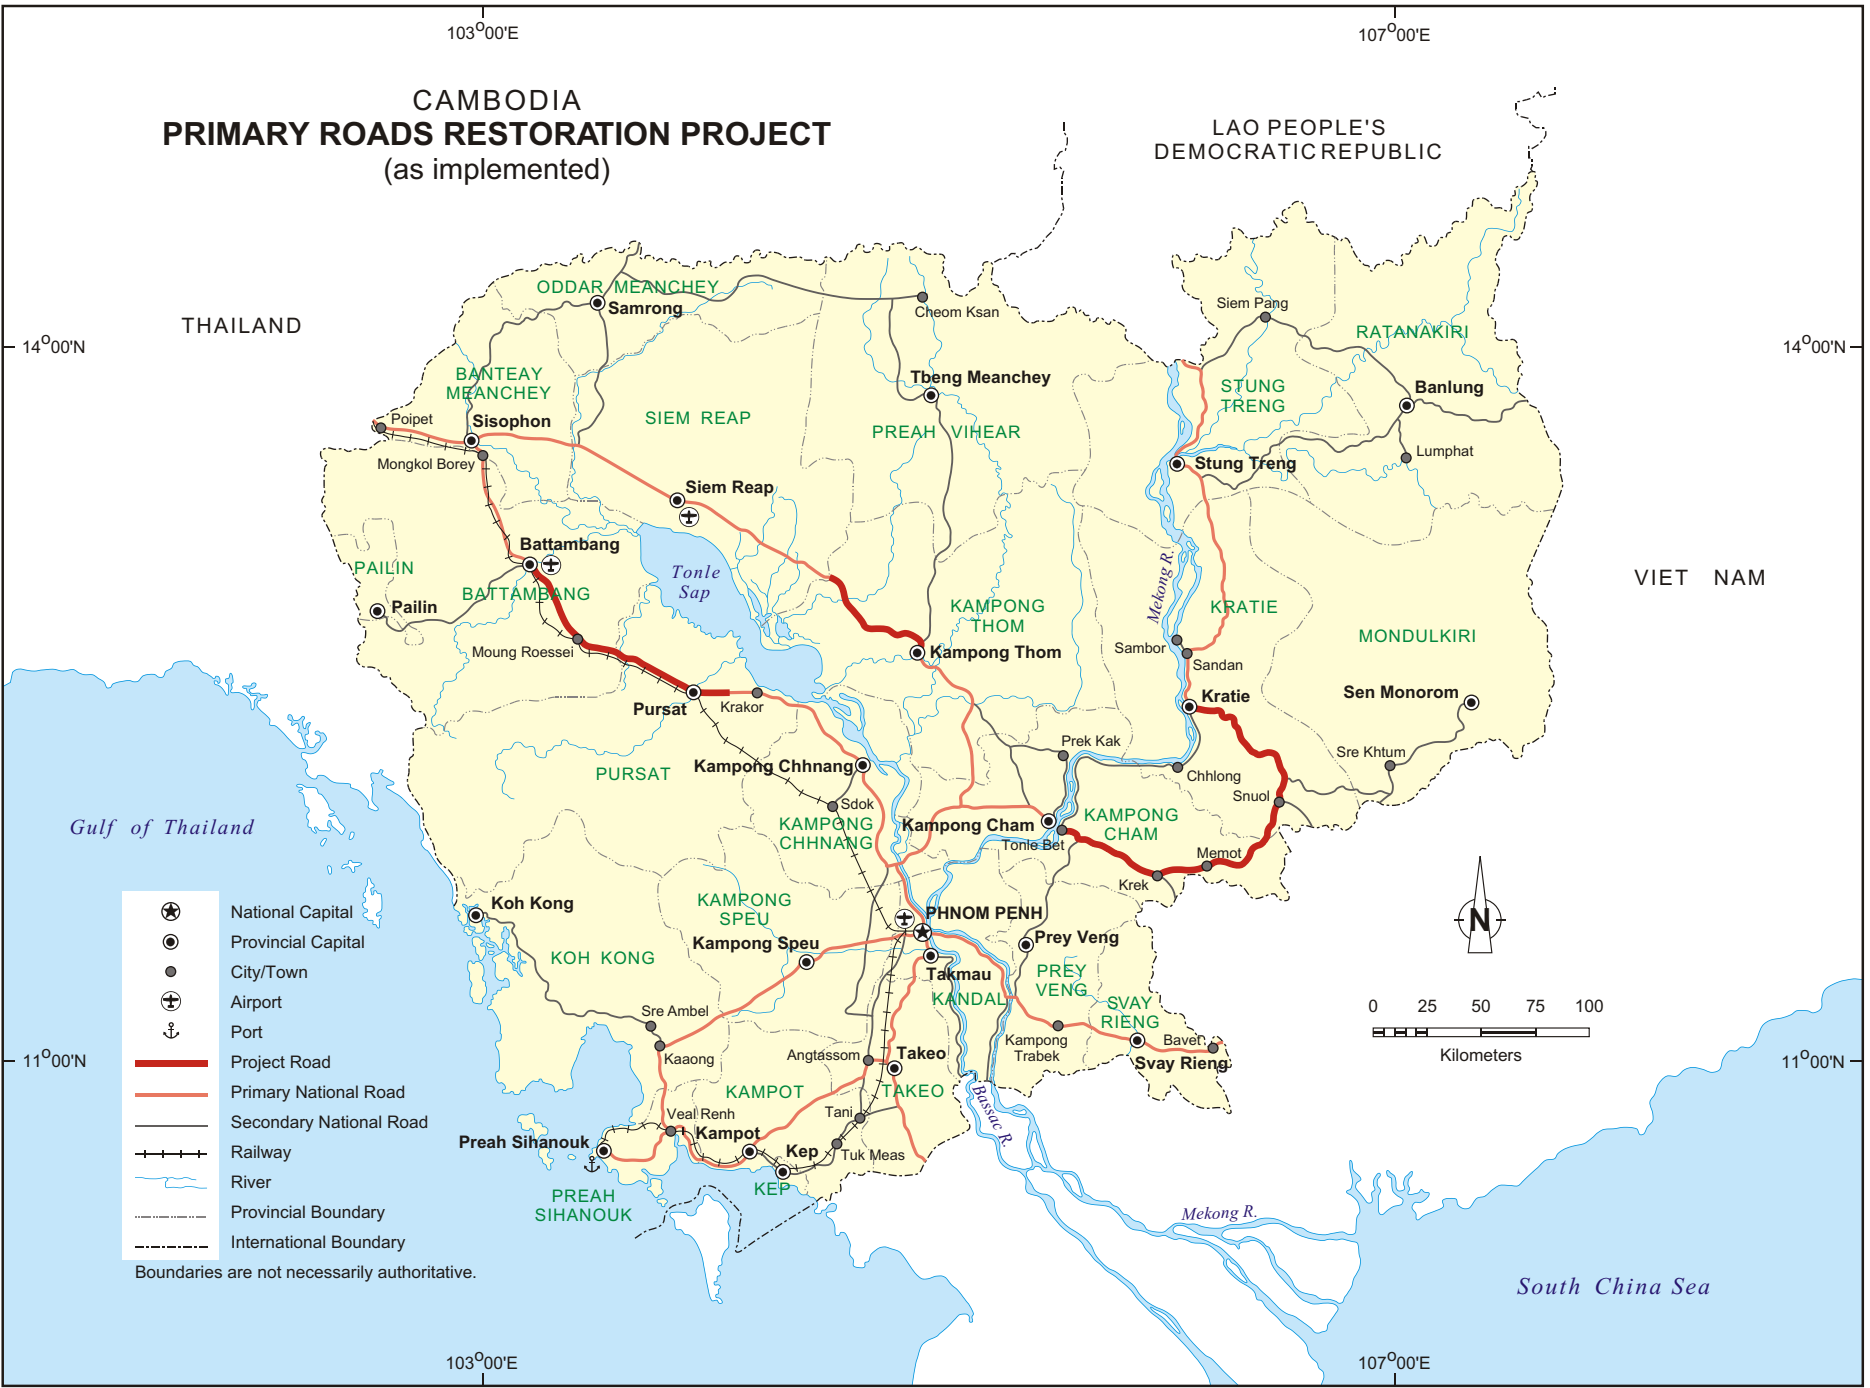 103°00'E
107°00'E
CAMBODIA
PRIMARY ROADS RESTORATION PROJECT
(as implemented)
LAO PEOPLE'S
DEMOCRATIC REPUBLIC
THAILAND
14°00'N
14°00'N
ODDAR MEANCHEY
Samrong
Cheom Ksan
Siem Pang
RATANAKIRI
BANTEAY
MEANCHEY
Tbeng Meanchey
STUNG
TRENG
Banlung
Poipet
Sisophon
SIEM REAP
PREAH VIHEAR
Mongkol Borey
Stung Treng
Lumphat
Siem Reap
Battambang
PAILIN
Tonle
Sap
Mekong R.
VIET NAM
BATTAMBANG
Pailin
KAMPONG
THOM
KRATIE
MONDULKIRI
Moung Roessei
Kampong Thom
Sambor
Sandan
Pursat
Krakor
Kratie
Sen Monorom
Prek Kak
Sre Khtum
PURSAT
Kampong Chhnang
Chhlong
Snuol
Sdok
Gulf of Thailand
KAMPONG
CHHNANG
Kampong Cham
KAMPONG
CHAM
Tonle Bet
Memot
Krek
Koh Kong
KAMPONG
SPEU
PHNOM PENH
Kampong Speu
Prey Veng
KOH KONG
Takmau
PREY
VENG
KANDAL
SVAY
RIENG
Sre Ambel
Kaaong
Angtassom
Takeo
Kampong
Trabek
Bavet
Svay Rieng
KAMPOT
TAKEO
Bassac R.
Veal Renh
Tani
Preah Sihanouk
Kampot
Kep
Tuk Meas
KEP
PREAH
SIHANOUK
Mekong R.
South China Sea
N
0 25 50 75 100
Kilometers
11°00'N
11°00'N
National Capital
Provincial Capital
City/Town
Airport
Port
Project Road
Primary National Road
Secondary National Road
Railway
River
Provincial Boundary
International Boundary
Boundaries are not necessarily authoritative.
103°00'E
107°00'E